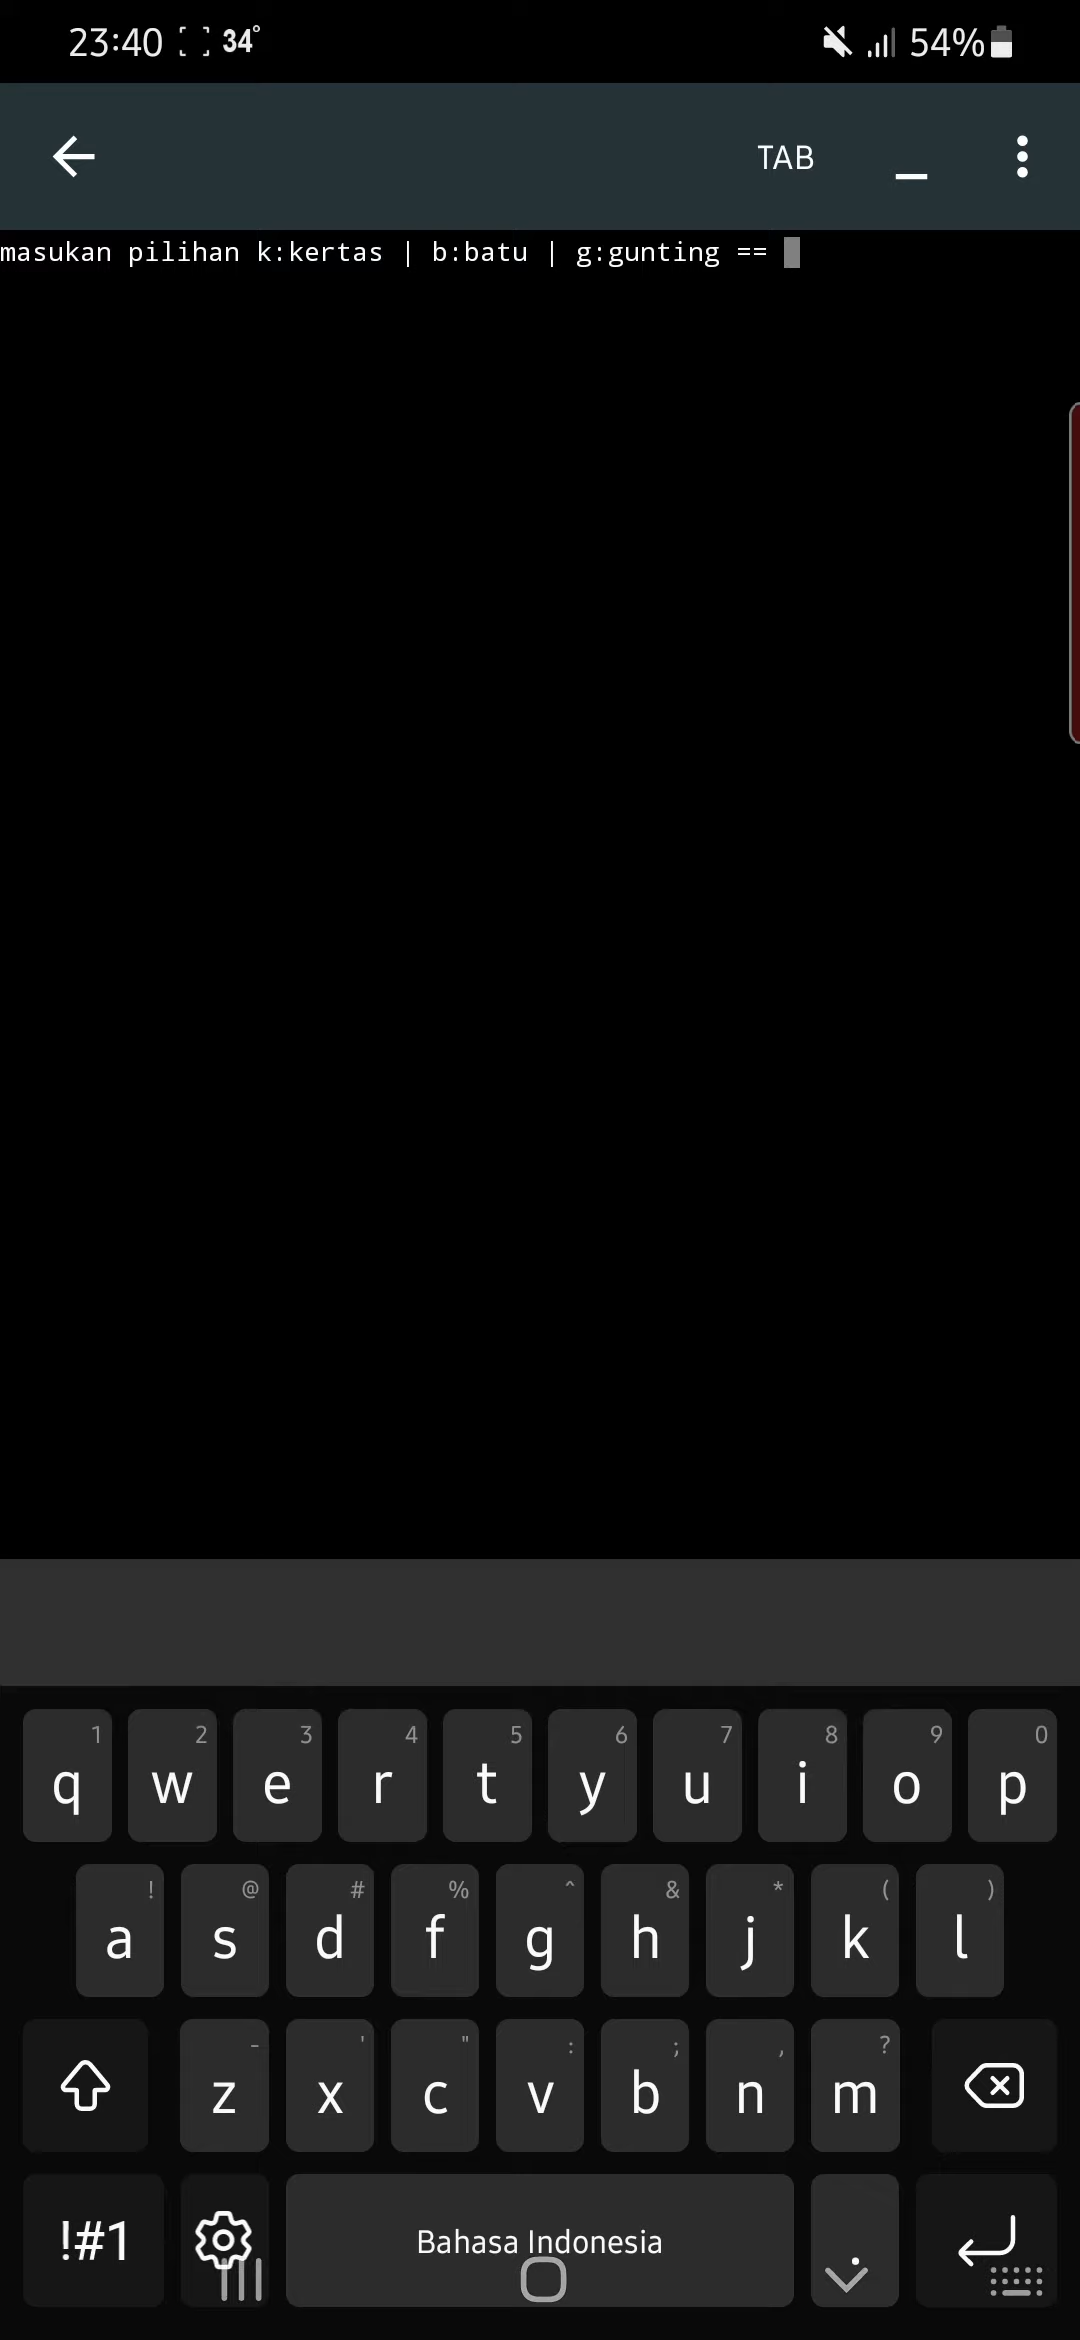 23:40 34° 54%
TAB
masukan pilihan k:kertas | b:batu | g:gunting ==
1 2 3 4 5 6 7 8 9 0
q w e r t y u i o p
! @ # % ^ & * ( )
a s d f g h j k l
- ' " : ; , ?
z x c v b n m
!#1 Bahasa Indonesia .